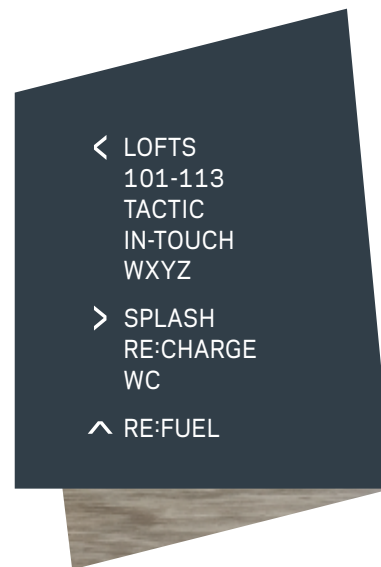 < LOFTS
101-113
TACTIC
IN-TOUCH
WXYZ
> SPLASH
RE:CHARGE
WC
^ RE:FUEL